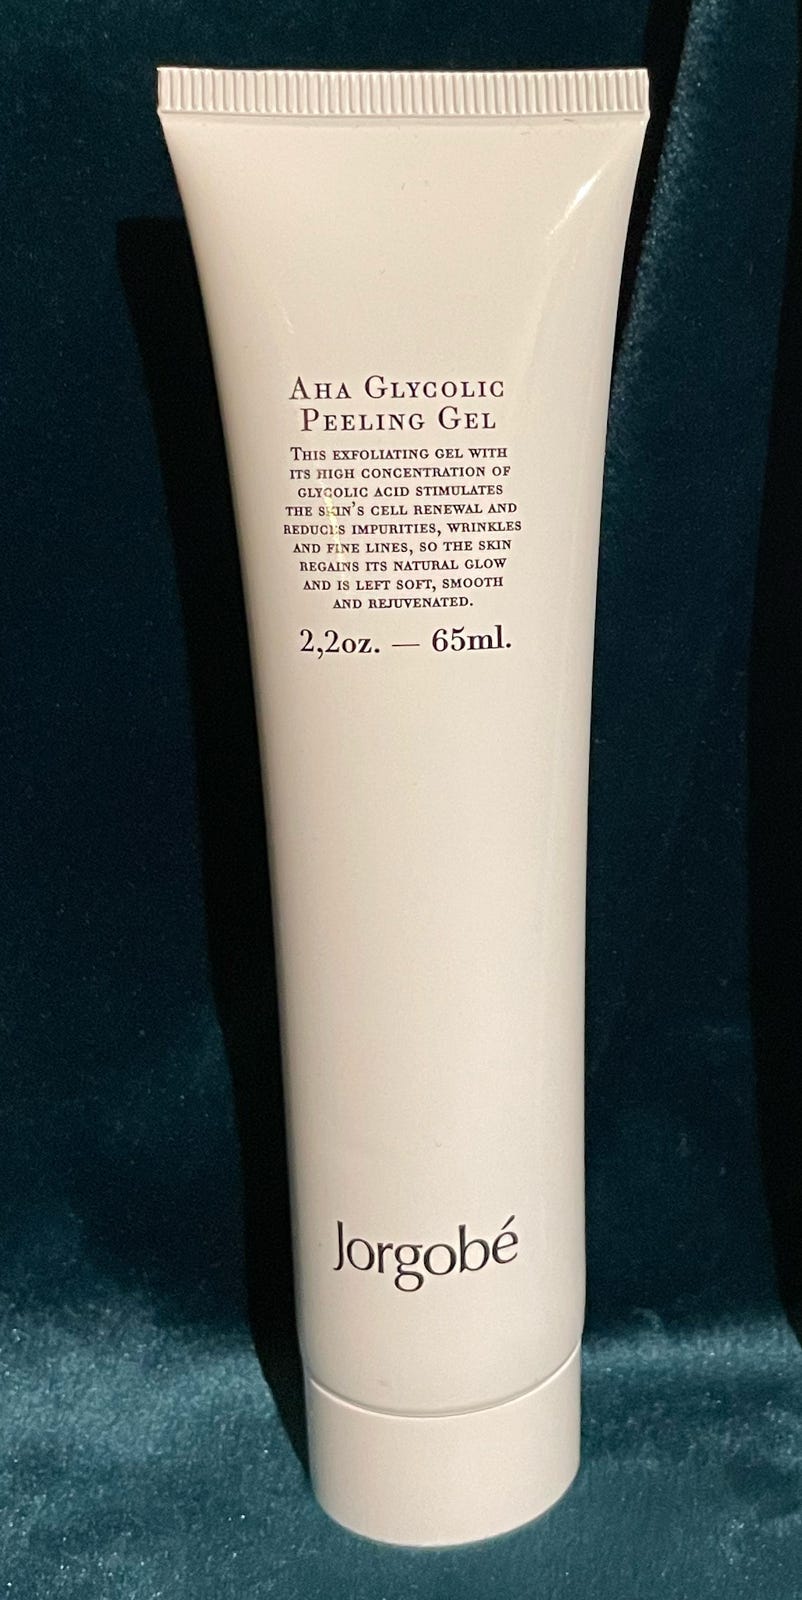 AHA GLYCOLIC
PEELING GEL
THIS EXFOLIATING GEL WITH
ITS HIGH CONCENTRATION OF
GLYCOLIC ACID STIMULATES
THE SKIN'S CELL RENEWAL AND
REDUCES IMPURITIES, WRINKLES
AND FINE LINES, SO THE SKIN
REGAINS ITS NATURAL GLOW
AND IS LEFT SOFT, SMOOTH
AND REJUVENATED.
2,2oz. — 65ml.
Jorgobé